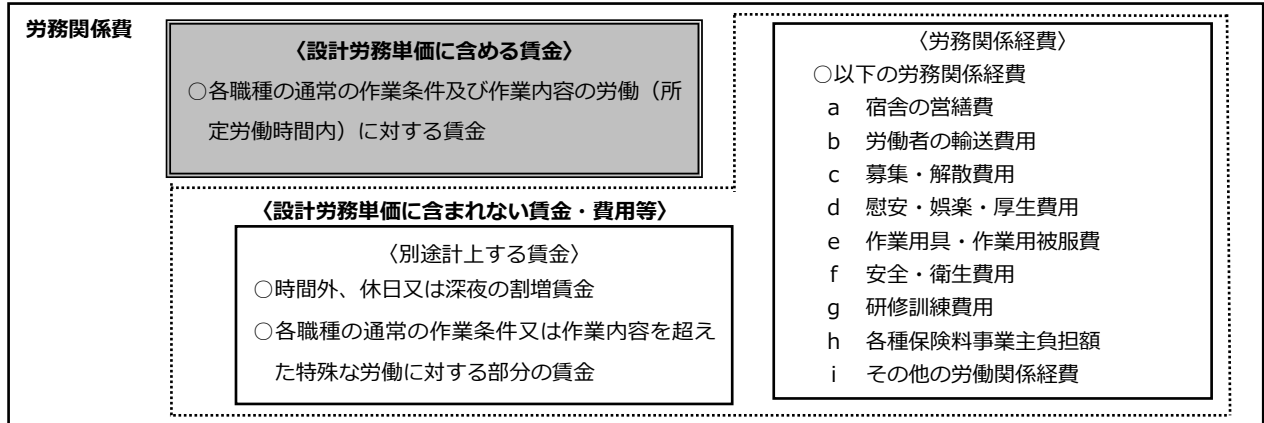 労務関係費
〈設計労務単価に含める賃金〉
○各職種の通常の作業条件及び作業内容の労働（所
定労働時間内）に対する賃金
〈設計労務単価に含まれない賃金・費用等〉
〈別途計上する賃金〉
○時間外、休日又は深夜の割増賃金
○各職種の通常の作業条件又は作業内容を超え
た特殊な労働に対する部分の賃金
〈労務関係経費〉
○以下の労務関係経費
a 宿舎の営繕費
b 労働者の輸送費用
c 募集・解散費用
d 慰安・娯楽・厚生費用
e 作業用具・作業用被服費
f 安全・衛生費用
g 研修訓練費用
h 各種保険料事業主負担額
i その他の労働関係経費